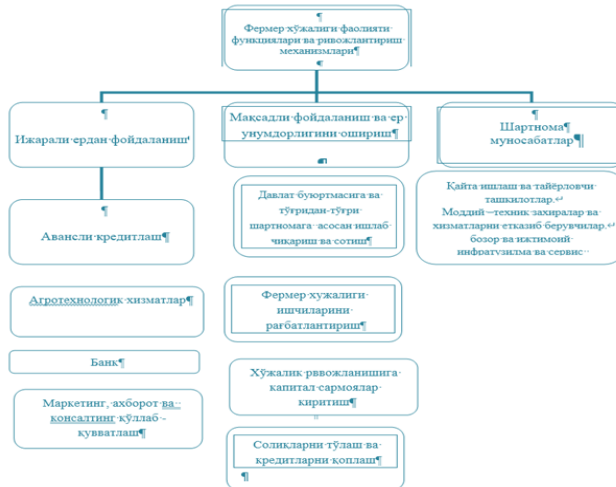 Фермер хўжалиги фаолияти
функциялари ва ривожлантириш
механизмлари¶
Ижарали ердан фойдаланиш
Мақсадли фойдаланиш ва ер
унумдорлигини ошириш¶
Шартнома¶
муносабатлар¶
Авансли кредитлаш¶
Давлат буюртмасига ва
тўғридан-тўғри
шартномага асосан ишлаб
чикариш ва сотиш¶
Қайта ишлаш ва тайёрловчи
ташкилотлар.↵
Моддий–техник захиралар ва
хизматларни етказиб берувчилар.↵
бозор ва ижтимоий
инфратузилма ва сервис
Агротехнологик хизматлар¶
Фермер хужалиги
ишчиларини
рағбатлантириш¶
Банк¶
Хўжалик рввожланишига
капитал сармоялар
киритиш¶
Маркетинг, ахборот ва
консалтинг қўллаб -
қувватлаш¶
Солиқларни тўлаш ва
кредитларни қоплаш¶
¶